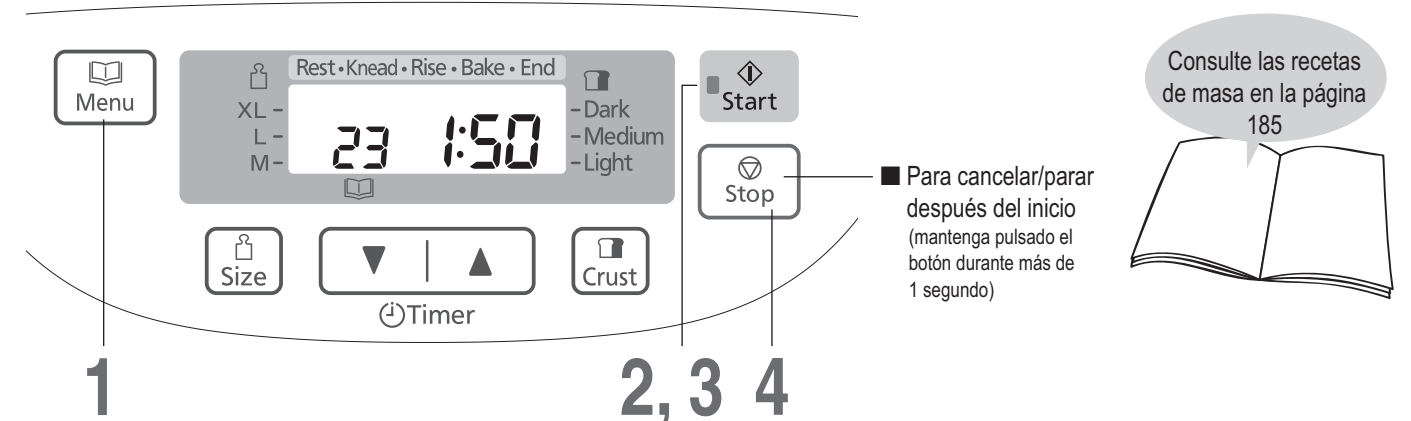 Menu
Rest • Knead • Rise • Bake • End
XL –
L –
M –
23 1:50
– Dark
– Medium
– Light
Start
Stop
Size
▼ | ▲
Timer
Crust
■ Para cancelar/parar
después del inicio
(mantenga pulsado el
botón durante más de
1 segundo)
Consulte las recetas
de masa en la página
185
1
2, 3
4